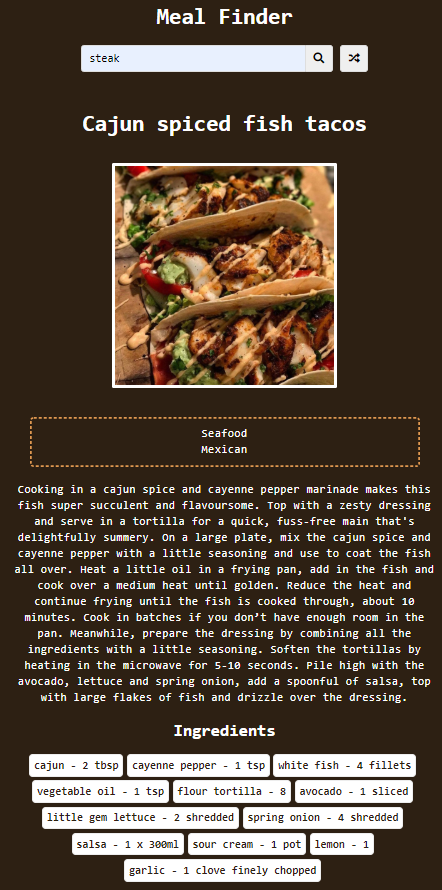 Meal Finder
steak
Cajun spiced fish tacos
Seafood
Mexican
Cooking in a cajun spice and cayenne pepper marinade makes this
fish super succulent and flavoursome. Top with a zesty dressing
and serve in a tortilla for a quick, fuss-free main that's
delightfully summery. On a large plate, mix the cajun spice and
cayenne pepper with a little seasoning and use to coat the fish
all over. Heat a little oil in a frying pan, add in the fish and
cook over a medium heat until golden. Reduce the heat and
continue frying until the fish is cooked through, about 10
minutes. Cook in batches if you don’t have enough room in the
pan. Meanwhile, prepare the dressing by combining all the
ingredients with a little seasoning. Soften the tortillas by
heating in the microwave for 5-10 seconds. Pile high with the
avocado, lettuce and spring onion, add a spoonful of salsa, top
with large flakes of fish and drizzle over the dressing.
Ingredients
cajun - 2 tbsp cayenne pepper - 1 tsp white fish - 4 fillets
vegetable oil - 1 tsp flour tortilla - 8 avocado - 1 sliced
little gem lettuce - 2 shredded spring onion - 4 shredded
salsa - 1 x 300ml sour cream - 1 pot lemon - 1
garlic - 1 clove finely chopped